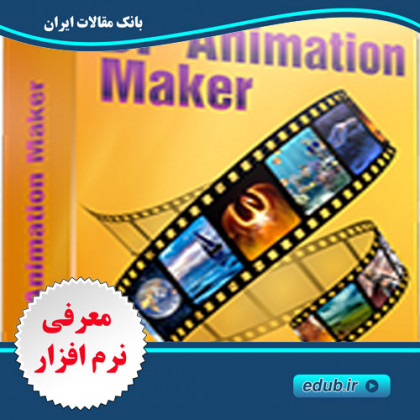 بانک مقالات ایران
Animation
Maker
Animation Maker
معرفی
نرم افزار
edub.ir